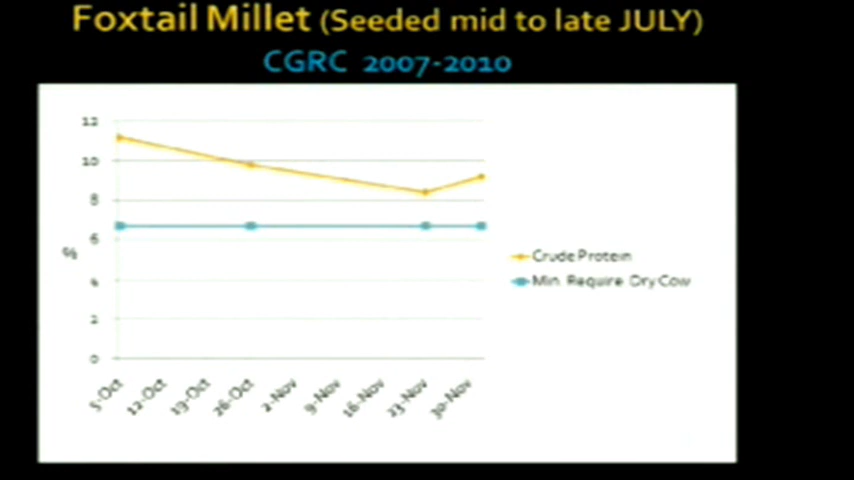 Foxtail Millet (Seeded mid to late JULY)
CGRC 2007-2010
12
10
8
6
4
2
0
%
5-Oct
12-Oct
19-Oct
26-Oct
2-Nov
9-Nov
16-Nov
23-Nov
30-Nov
Crude Protein
Min Require Dry Cow